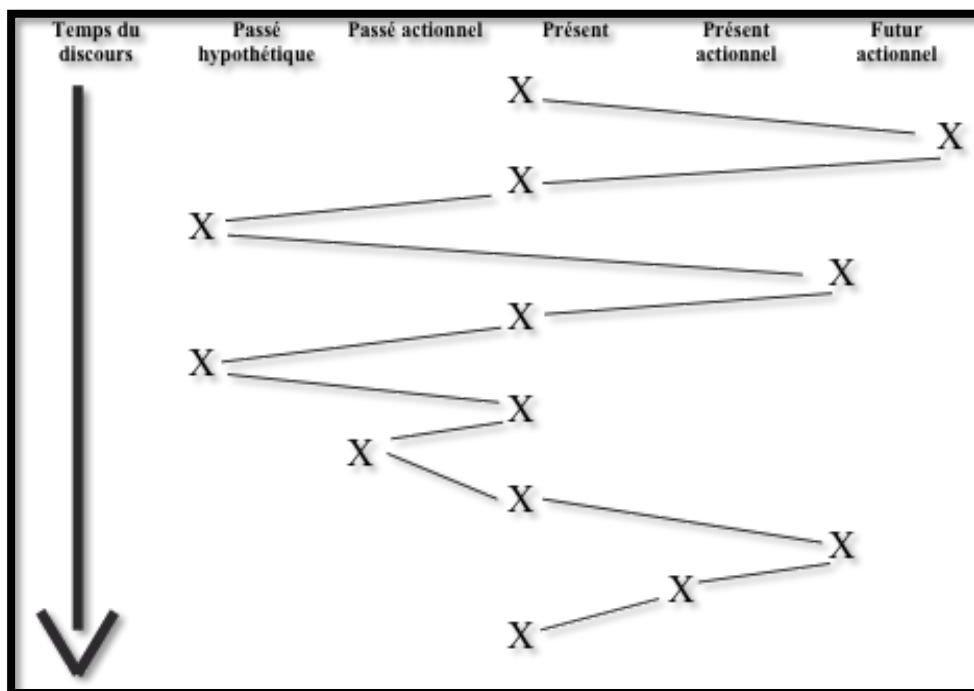 Temps du discours
Passé hypothétique
Passé actionnel
Présent
Présent actionnel
Futur actionnel
X
X
X
X
X
X
X
X
X
X
X
X
X